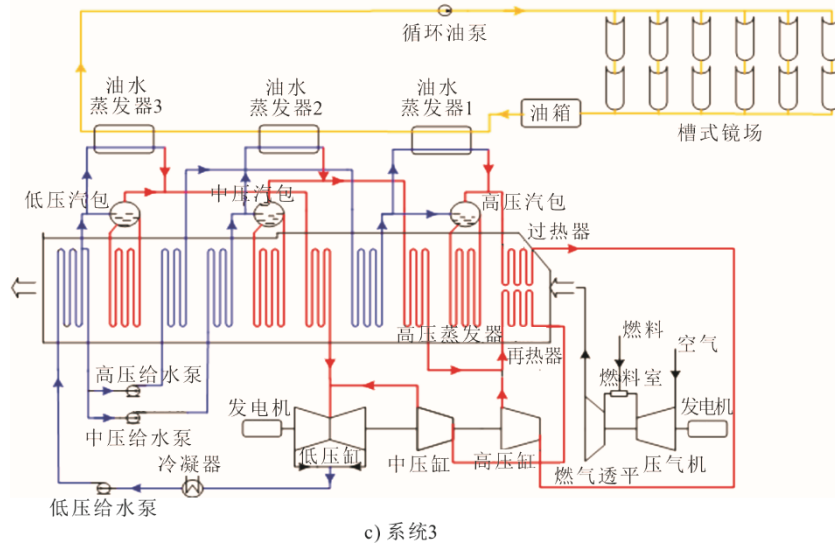 循环油泵
油水
蒸发器3
油水
蒸发器2
油水
蒸发器1
油箱
槽式镜场
低压汽包
中压汽包
高压汽包
过热器
高压蒸发器
再热器
燃料
空气
燃料室
高压给水泵
中压给水泵
发电机
低压缸
中压缸
高压缸
燃气透平
压气机
发电机
冷凝器
低压给水泵
c) 系统3